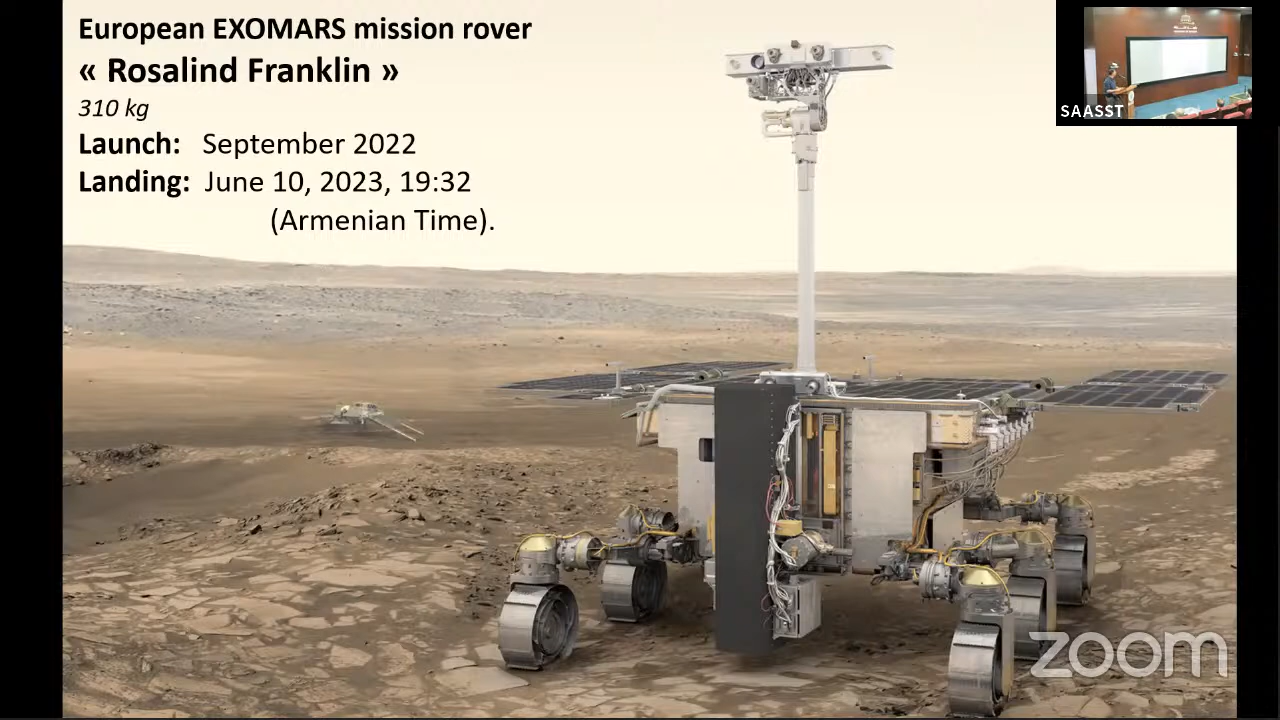 European EXOMARS mission rover
« Rosalind Franklin »
310 kg
Launch: September 2022
Landing: June 10, 2023, 19:32
(Armenian Time).
SAASST
zoom